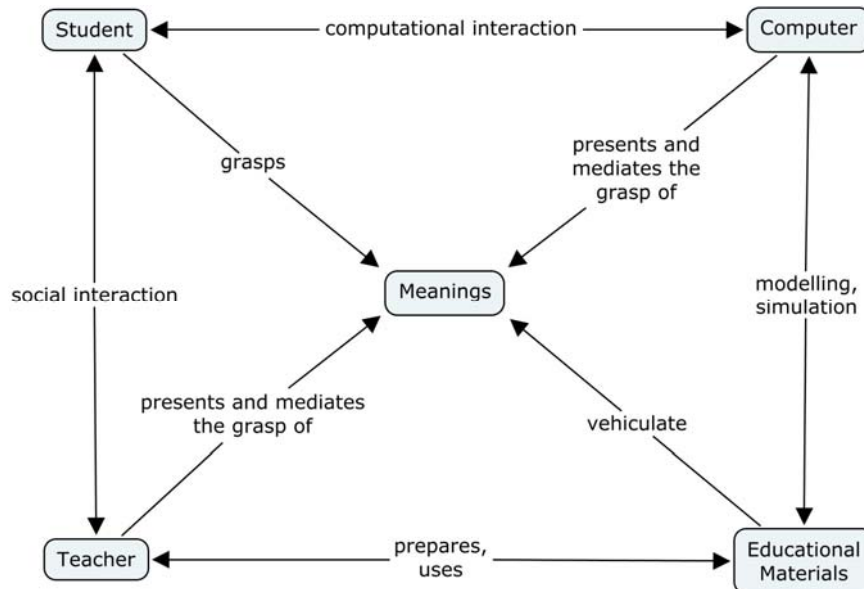 Student
computational interaction
Computer
grasps
presents and
mediates the
grasp of
social interaction
Meanings
modelling,
simulation
presents and mediates
the grasp of
vehiculate
Teacher
prepares,
uses
Educational
Materials